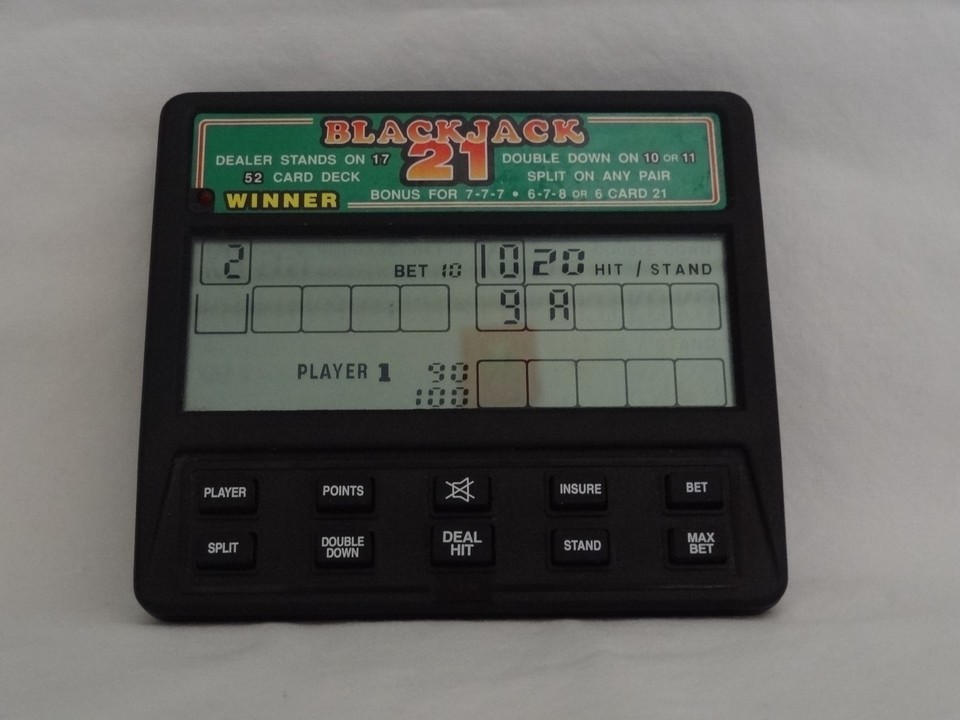 BLACKJACK
21
DEALER STANDS ON 17
52 CARD DECK
DOUBLE DOWN ON 10 OR 11
SPLIT ON ANY PAIR
WINNER
BONUS FOR 7-7-7 • 6-7-8 OR 6 CARD 21
2 BET 10 10 20 HIT / STAND
9 A
PLAYER 1 90
100
PLAYER POINTS INSURE BET
SPLIT DOUBLE DOWN DEAL HIT STAND MAX BET